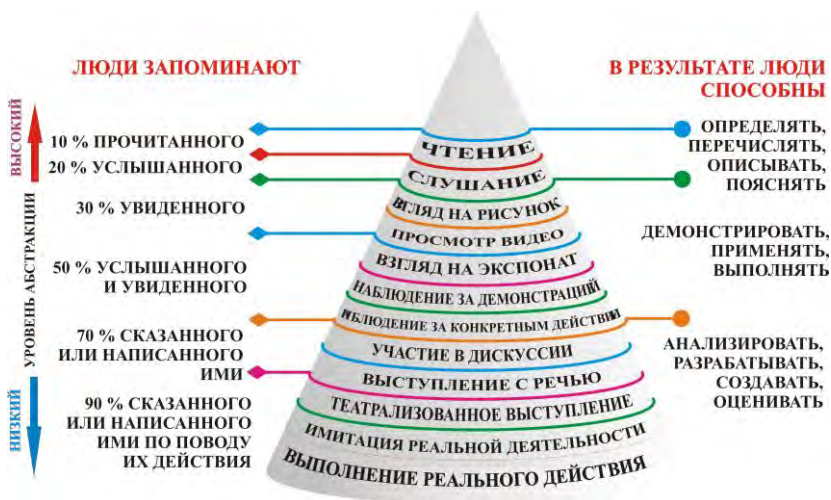 ЛЮДИ ЗАПОМИНАЮТ
В РЕЗУЛЬТАТЕ ЛЮДИ
СПОСОБНЫ
ВЫСОКИЙ
УРОВЕНЬ АБСТРАКЦИИ
НИЗКИЙ
10 % ПРОЧИТАННОГО
20 % УСЛЫШАННОГО
30 % УВИДЕННОГО
50 % УСЛЫШАННОГО
И УВИДЕННОГО
70 % СКАЗАННОГО
ИЛИ НАПИСАННОГО
ИМИ
90 % СКАЗАННОГО
ИЛИ НАПИСАННОГО
ИМИ ПО ПОВОДУ
ИХ ДЕЙСТВИЯ
ЧТЕНИЕ
СЛУШАНИЕ
ВЗГЛЯД НА РИСУНОК
ПРОСМОТР ВИДЕО
ВЗГЛЯД НА ЭКСПОНАТ
НАБЛЮДЕНИЕ ЗА ДЕМОНСТРАЦИЙ
НАБЛЮДЕНИЕ ЗА КОНКРЕТНЫМ ДЕЙСТВИЯ
УЧАСТИЕ В ДИСКУССИИ
ВЫСТУПЛЕНИЕ С РЕЧЬЮ
ТЕАТРАЛИЗОВАННОЕ ВЫСТУПЛЕНИЕ
ИМИТАЦИЯ РЕАЛЬНОЙ ДЕЯТЕЛЬНОСТИ
ВЫПОЛНЕНИЕ РЕАЛЬНОГО ДЕЙСТВИЯ
ОПРЕДЕЛЯТЬ,
ПЕРЕЧИСЛЯТЬ,
ОПИСЫВАТЬ,
ПОЯСНЯТЬ
ДЕМОНСТРИРОВАТЬ,
ПРИМЕНЯТЬ,
ВЫПОЛНЯТЬ
АНАЛИЗИРОВАТЬ,
РАЗРАБАТЫВАТЬ,
СОЗДАВАТЬ,
ОЦЕНИВАТЬ